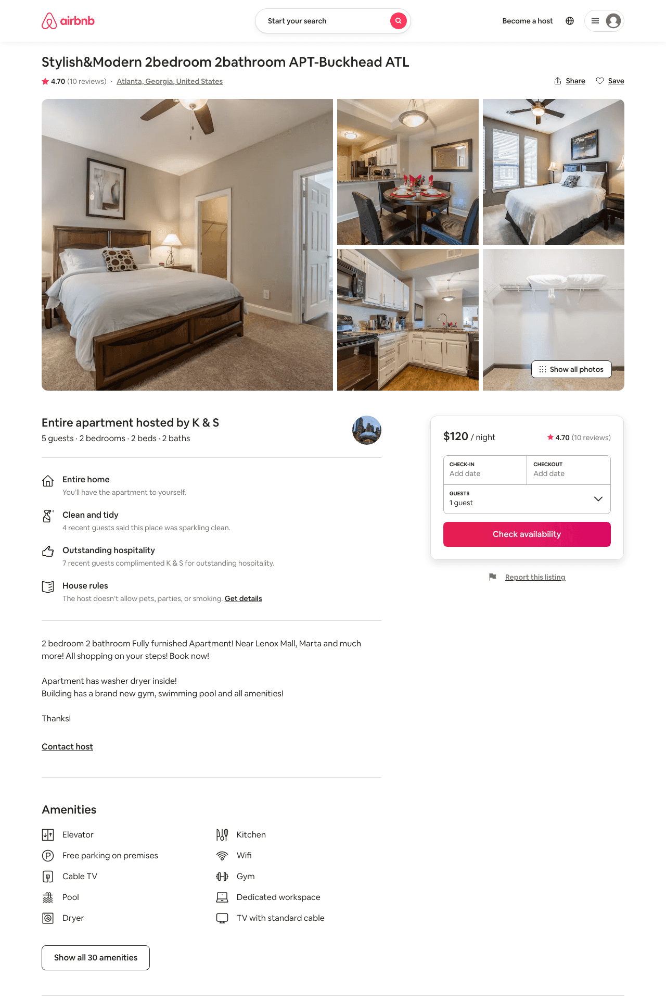 airbnb
Start your search
Become a host
Stylish&Modern 2bedroom 2bathroom APT-Buckhead ATL
4.70 (10 reviews) · Atlanta, Georgia, United States
Share
Save
Show all photos
Entire apartment hosted by K & S
5 guests · 2 bedrooms · 2 beds · 2 baths
Entire home
You’ll have the apartment to yourself.
Clean and tidy
4 recent guests said this place was sparkling clean.
Outstanding hospitality
7 recent guests complimented K & S for outstanding hospitality.
House rules
The host doesn’t allow pets, parties, or smoking. Get details
$120 / night
4.70 (10 reviews)
CHECK-IN
Add date
CHECKOUT
Add date
GUESTS
1 guest
Check availability
Report this listing
2 bedroom 2 bathroom Fully furnished Apartment! Near Lenox Mall, Marta and much
more! All shopping on your steps! Book now!
Apartment has washer dryer inside!
Building has a brand new gym, swimming pool and all amenities!
Thanks!
Contact host
Amenities
Elevator
Kitchen
Free parking on premises
Wifi
Cable TV
Gym
Pool
Dedicated workspace
Dryer
TV with standard cable
Show all 30 amenities